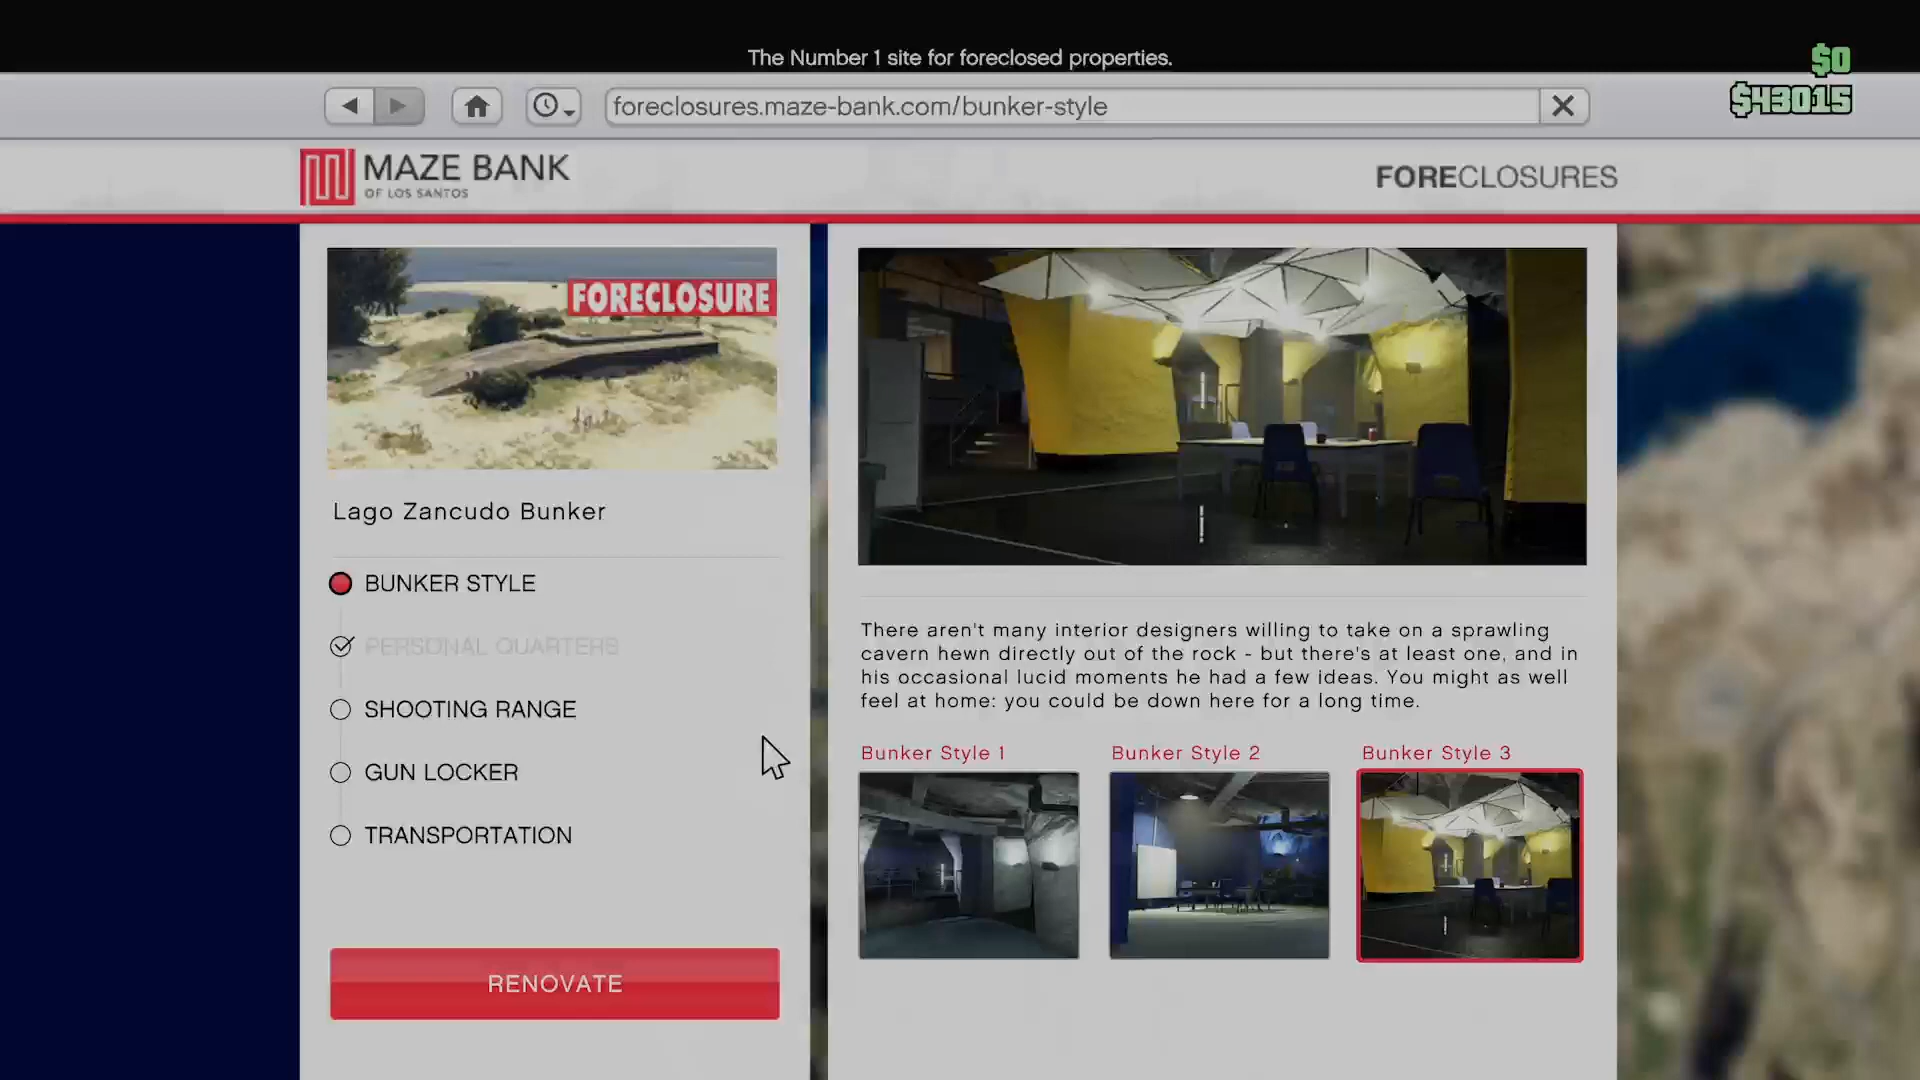 The Number 1 site for foreclosed properties.
$0
$43015
foreclosures.maze-bank.com/bunker-style
MAZE BANK
OF LOS SANTOS
FORECLOSURES
FORECLOSURE
Lago Zancudo Bunker
BUNKER STYLE
PERSONAL QUARTERS
SHOOTING RANGE
GUN LOCKER
TRANSPORTATION
RENOVATE
There aren't many interior designers willing to take on a sprawling
cavern hewn directly out of the rock - but there's at least one, and in
his occasional lucid moments he had a few ideas. You might as well
feel at home: you could be down here for a long time.
Bunker Style 1
Bunker Style 2
Bunker Style 3